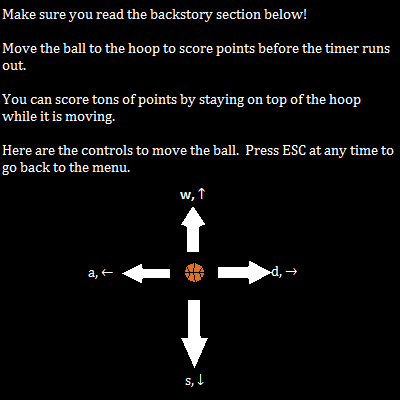 Make sure you read the backstory section below!
Move the ball to the hoop to score points before the timer runs
out.
You can score tons of points by staying on top of the hoop
while it is moving.
Here are the controls to move the ball.  Press ESC at any time to
go back to the menu.
w, ↑
a, ←
d, →
s, ↓